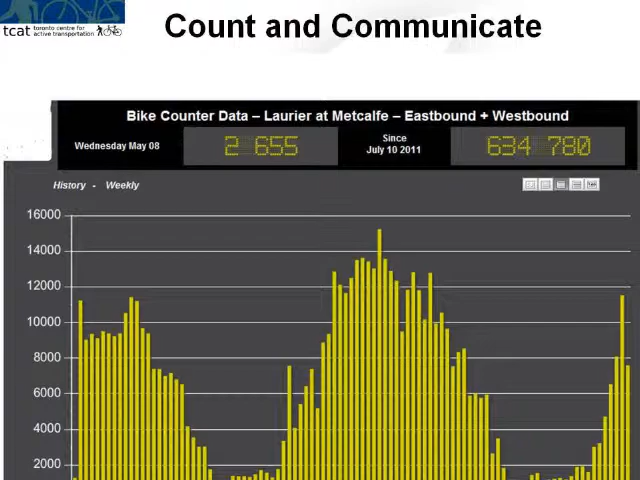 Count and Communicate
tcat toronto centre for
active transportation
Bike Counter Data – Laurier at Metcalfe – Eastbound + Westbound
Wednesday May 08
2 655
Since
July 10 2011
634 780
History - Weekly
16000
14000
12000
10000
8000
6000
4000
2000